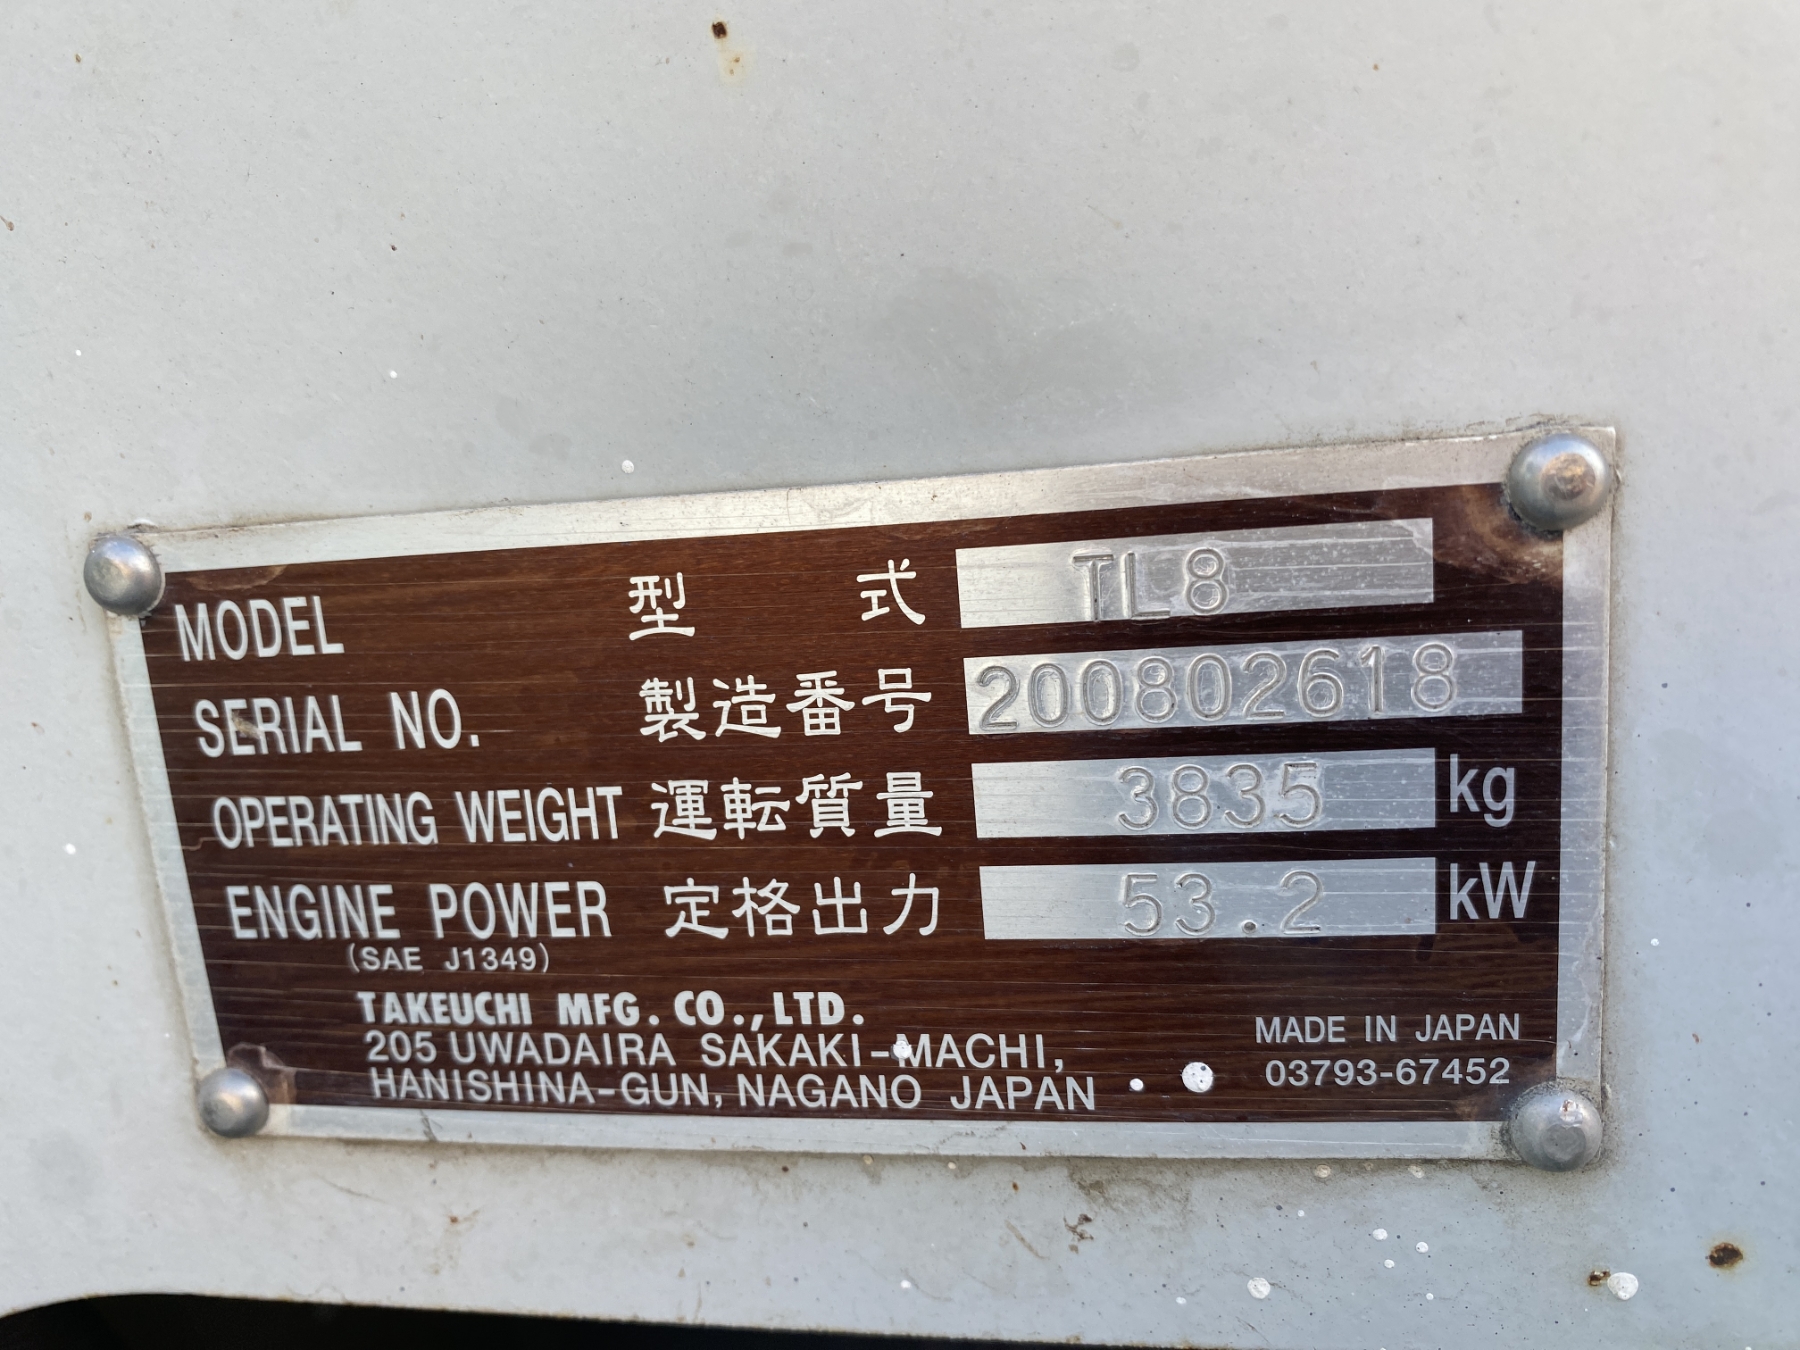 MODEL 型 式 TL8
SERIAL NO. 製造番号 200802618
OPERATING WEIGHT 運転質量 3835 kg
ENGINE POWER 定格出力 53.2 kW
(SAE J1349)
TAKEUCHI MFG. CO., LTD.
205 UWADAIRA SAKAKI-MACHI,
HANISHINA-GUN, NAGANO JAPAN
MADE IN JAPAN
03793-67452